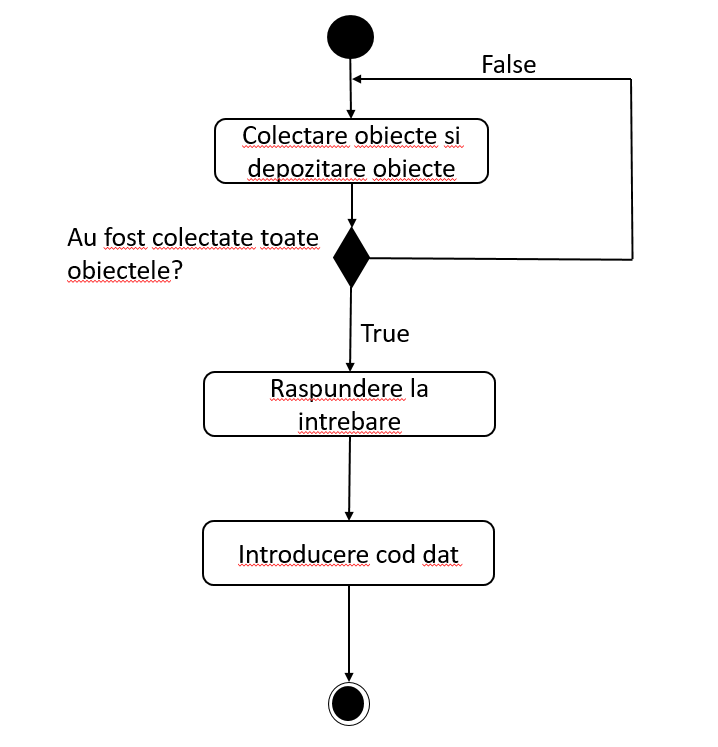 False
Colectare obiecte si
depozitare obiecte
Au fost colectate toate
obiectele?
True
Raspundere la
intrebare
Introducere cod dat